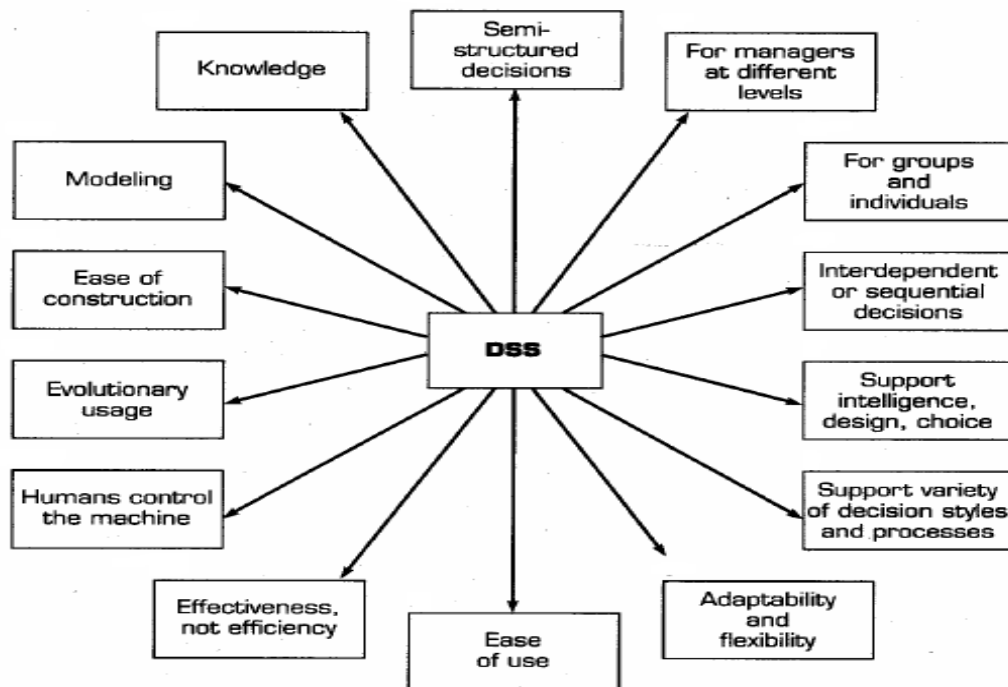 Semi-
structured
decisions
For managers
at different
levels
For groups
and
individuals
Interdependent
or sequential
decisions
Support
intelligence,
design, choice
Support variety
of decision styles
and processes
Adaptability
and
flexibility
Ease
of use
Effectiveness,
not efficiency
Humans control
the machine
Evolutionary
usage
Ease of
construction
Modeling
Knowledge
DSS